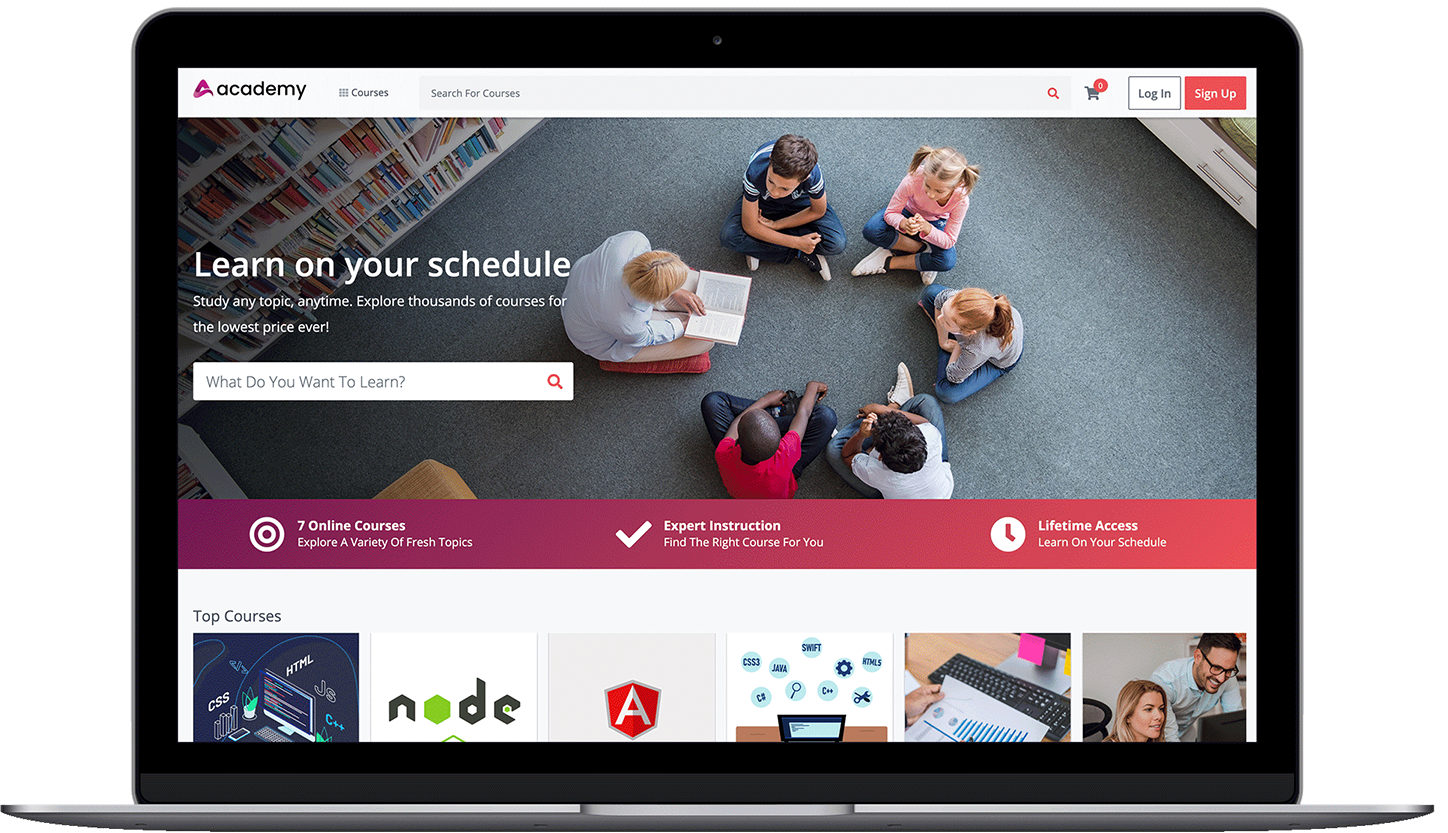 academy
Courses
Search For Courses
0
Log In
Sign Up
Learn on your schedule
Study any topic, anytime. Explore thousands of courses for
the lowest price ever!
What Do You Want To Learn?
7 Online Courses
Explore A Variety Of Fresh Topics
Expert Instruction
Find The Right Course For You
Lifetime Access
Learn On Your Schedule
Top Courses
HTML
CSS
JS
C++
node
A
SWIFT
CSS3
JAVA
HTML5
C#
C++